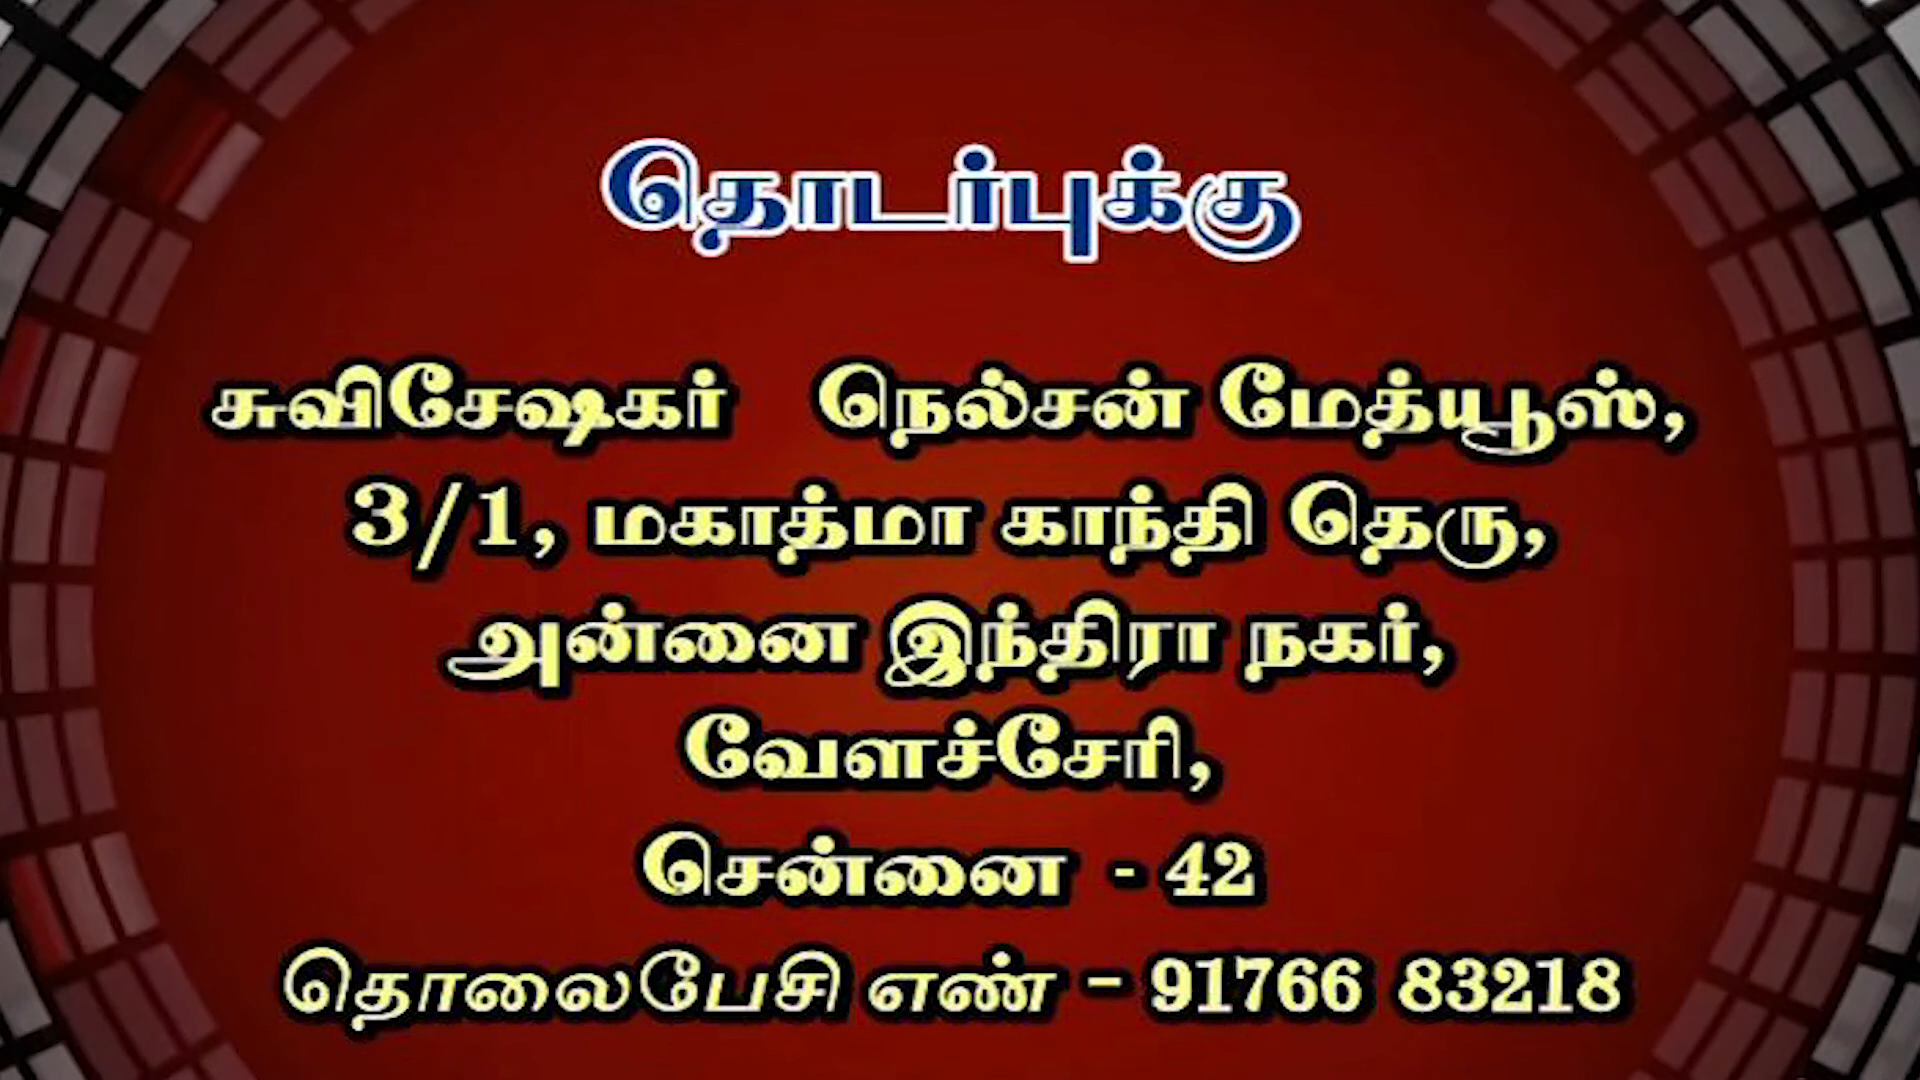 தொடர்புக்கு
சுவிசேஷகர் நெல்சன் மேத்யூஸ்,
3/1, மகாத்மா காந்தி தெரு,
அன்னை இந்திரா நகர்,
வேளச்சேரி,
சென்னை - 42
தொலைபேசி எண் – 91766 83218